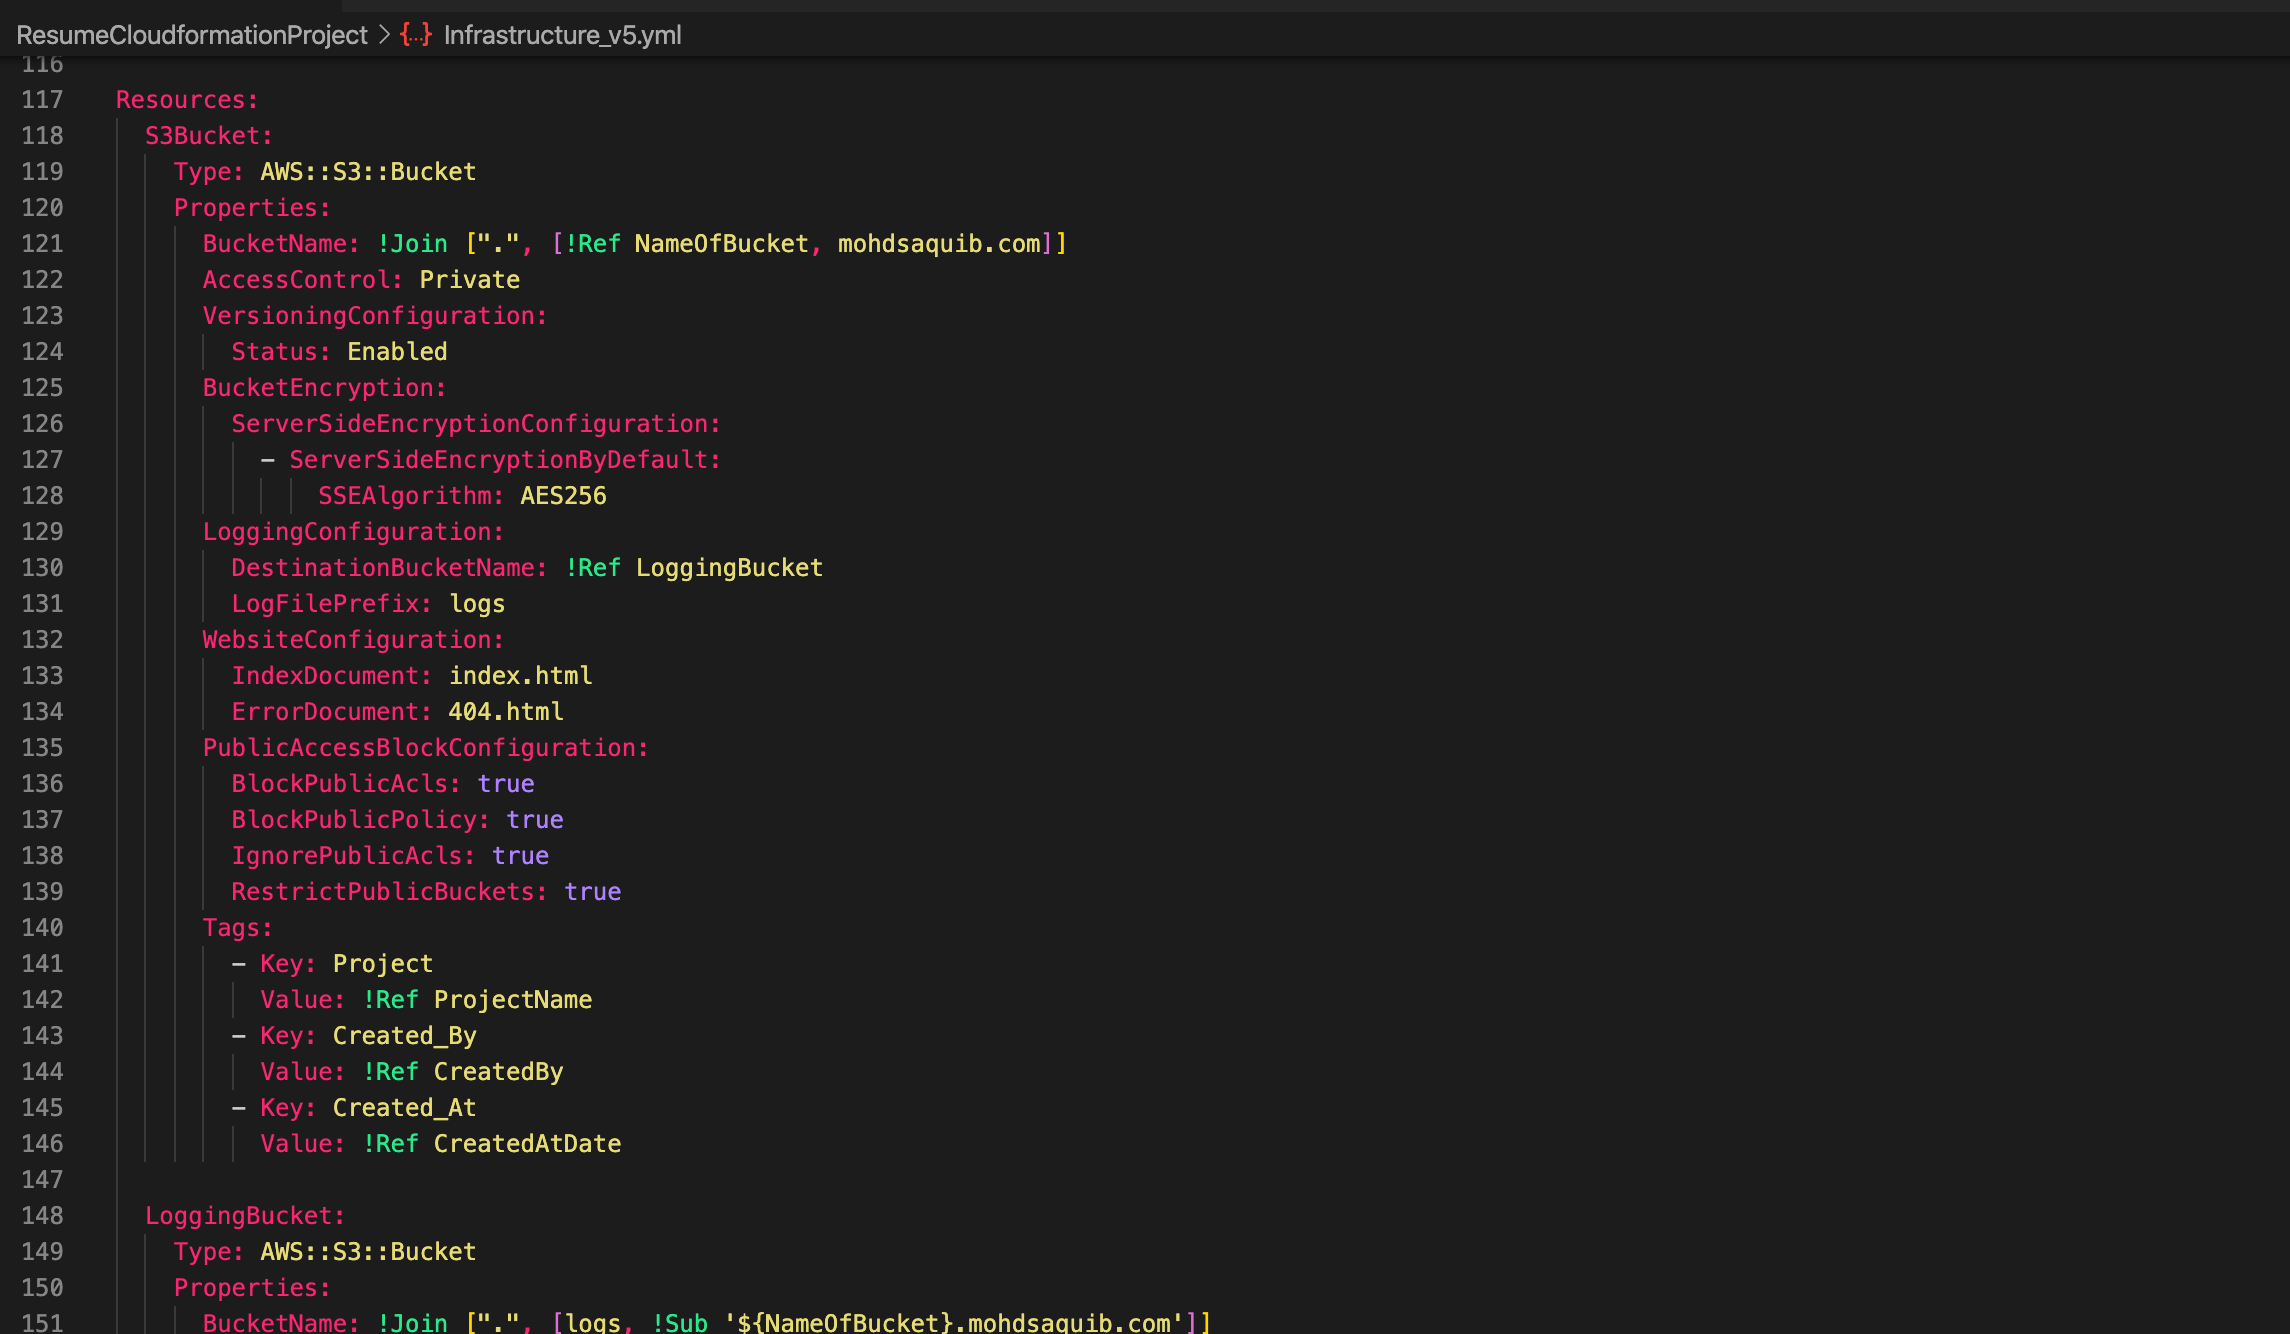 ResumeCloudformationProject > {...} Infrastructure_v5.yml
116
117 Resources:
118 S3Bucket:
119 Type: AWS::S3::Bucket
120 Properties:
121 BucketName: !Join [".", [!Ref NameOfBucket, mohdsaquib.com]]
122 AccessControl: Private
123 VersioningConfiguration:
124 Status: Enabled
125 BucketEncryption:
126 ServerSideEncryptionConfiguration:
127 - ServerSideEncryptionByDefault:
128 SSEAlgorithm: AES256
129 LoggingConfiguration:
130 DestinationBucketName: !Ref LoggingBucket
131 LogFilePrefix: logs
132 WebsiteConfiguration:
133 IndexDocument: index.html
134 ErrorDocument: 404.html
135 PublicAccessBlockConfiguration:
136 BlockPublicAcls: true
137 BlockPublicPolicy: true
138 IgnorePublicAcls: true
139 RestrictPublicBuckets: true
140 Tags:
141 - Key: Project
142 Value: !Ref ProjectName
143 - Key: Created_By
144 Value: !Ref CreatedBy
145 - Key: Created_At
146 Value: !Ref CreatedAtDate
147
148 LoggingBucket:
149 Type: AWS::S3::Bucket
150 Properties:
151 BucketName: !Join [".", [logs, !Sub '${NameOfBucket}.mohdsaquib.com']]